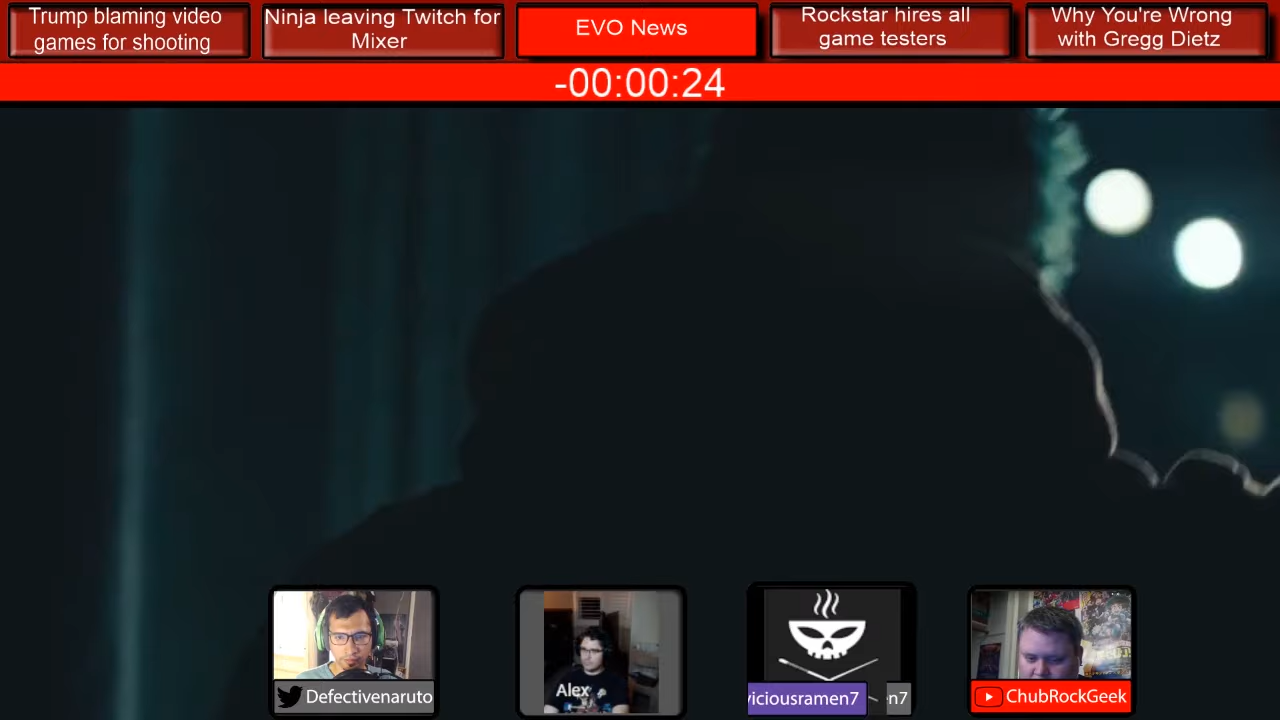 Trump blaming video
games for shooting
Ninja leaving Twitch for
Mixer
EVO News
Rockstar hires all
game testers
Why You're Wrong
with Gregg Dietz
-00:00:24
Defectivenaruto
Alex
viciousramen7
n7
ChubRockGeek